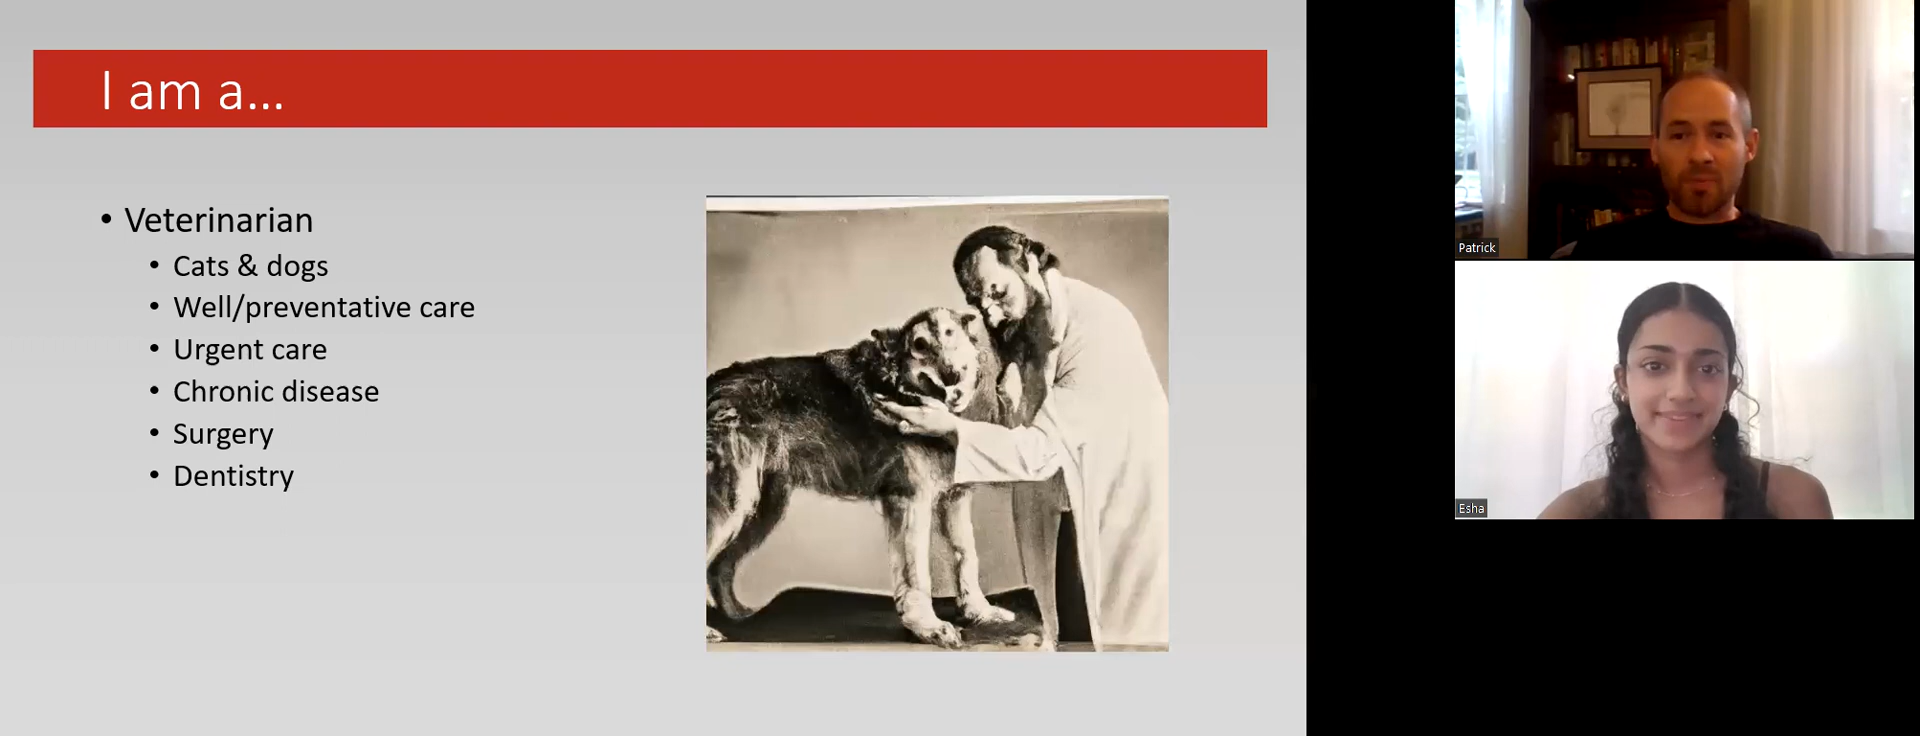 I am a...
• Veterinarian
• Cats & dogs
• Well/preventative care
• Urgent care
• Chronic disease
• Surgery
• Dentistry
Patrick
Esha